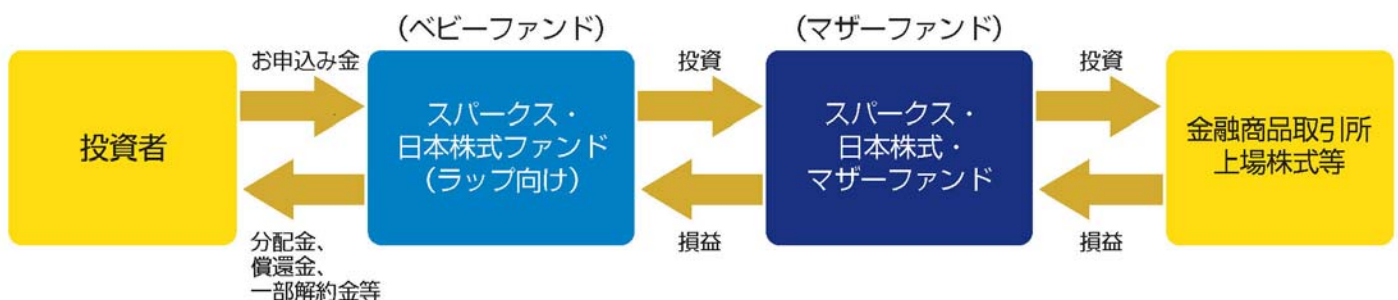 (ベビーファンド)
(マザーファンド)
お申込み金
投資
投資
投資者
スパークス・
日本株式ファンド
(ラップ向け)
スパークス・
日本株式・
マザーファンド
金融商品取引所
上場株式等
分配金、
償還金、
一部解約金等
損益
損益